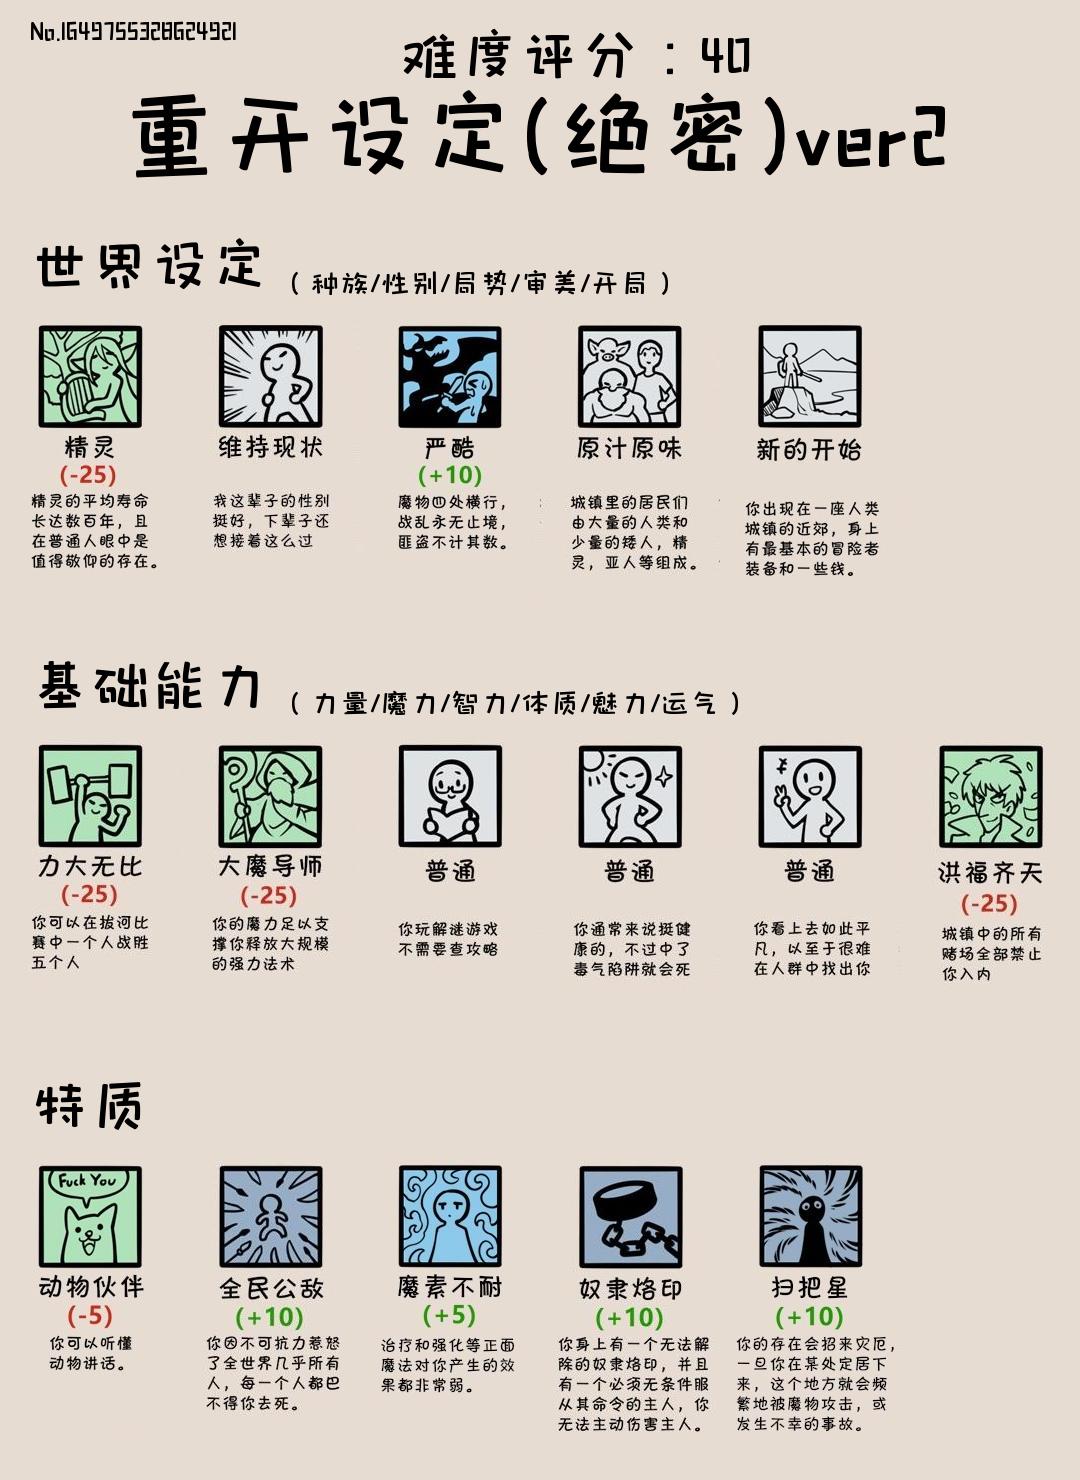 No.1649755328624921
难度评分：40
重开设定(绝密)ver2
世界设定（种族/性别/局势/审美/开局）
精灵
(-25)
精灵的平均寿命
长达数百年，且
在普通人眼中是
值得敬仰的存在。
维持现状
我这辈子的性别
挺好，下辈子还
想接着这么过
严酷
(+10)
魔物四处横行，
战乱永无止境，
匪盗不计其数。
原汁原味
城镇里的居民们
由大量的人类和
少量的矮人，精
灵，亚人等组成。
新的开始
你出现在一座人类
城镇的近郊，身上
有最基本的冒险者
装备和一些钱。
基础能力（力量/魔力/智力/体质/魅力/运气）
力大无比
(-25)
你可以在拔河比
赛中一个人战胜
五个人
大魔导师
(-25)
你的魔力足以支
撑你释放大规模
的强力法术
普通
你玩解谜游戏
不需要查攻略
普通
你通常来说挺健
康的，不过中了
毒气陷阱就会死
普通
你看上去如此平
凡，以至于很难
在人群中找出你
洪福齐天
(-25)
城镇中的所有
赌场全部禁止
你入内
特质
Fuck You
动物伙伴
(-5)
你可以听懂
动物讲话。
全民公敌
(+10)
你因不可抗力惹怒
了全世界几乎所有
人，每一个人都巴
不得你去死。
魔素不耐
(+5)
治疗和强化等正面
魔法对你产生的效
果都非常弱。
奴隶烙印
(+10)
你身上有一个无法解
除的奴隶烙印，并且
有一个必须无条件服
从其命令的主人，你
无法主动伤害主人。
扫把星
(+10)
你的存在会招来灾厄，
一旦你在某处定居下
来，这个地方就会频
繁地被魔物攻击，或
发生不幸的事故。